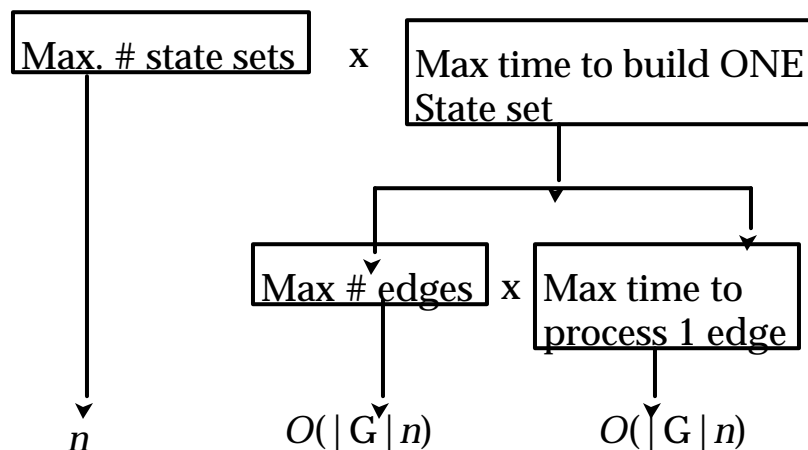 Max. # state sets x Max time to build ONE
State set
Max # edges x Max time to
process 1 edge
n O(|G|n) O(|G|n)